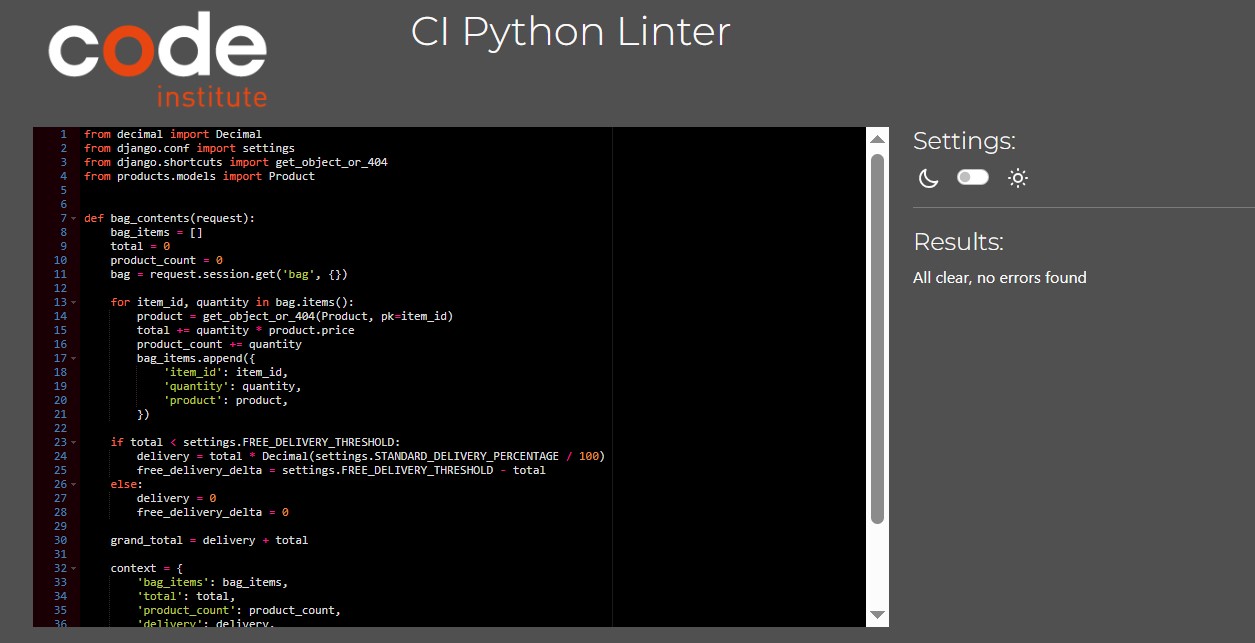 code
institute
CI Python Linter
1 from decimal import Decimal
2 from django.conf import settings
3 from django.shortcuts import get_object_or_404
4 from products.models import Product
5
6
7 def bag_contents(request):
8     bag_items = []
9     total = 0
10     product_count = 0
11     bag = request.session.get('bag', {})
12
13     for item_id, quantity in bag.items():
14         product = get_object_or_404(Product, pk=item_id)
15         total += quantity * product.price
16         product_count += quantity
17         bag_items.append({
18             'item_id': item_id,
19             'quantity': quantity,
20             'product': product,
21         })
22
23     if total < settings.FREE_DELIVERY_THRESHOLD:
24         delivery = total * Decimal(settings.STANDARD_DELIVERY_PERCENTAGE / 100)
25         free_delivery_delta = settings.FREE_DELIVERY_THRESHOLD - total
26     else:
27         delivery = 0
28         free_delivery_delta = 0
29
30     grand_total = delivery + total
31
32     context = {
33         'bag_items': bag_items,
34         'total': total,
35         'product_count': product_count,
36         'delivery': delivery,
Settings:
Results:
All clear, no errors found